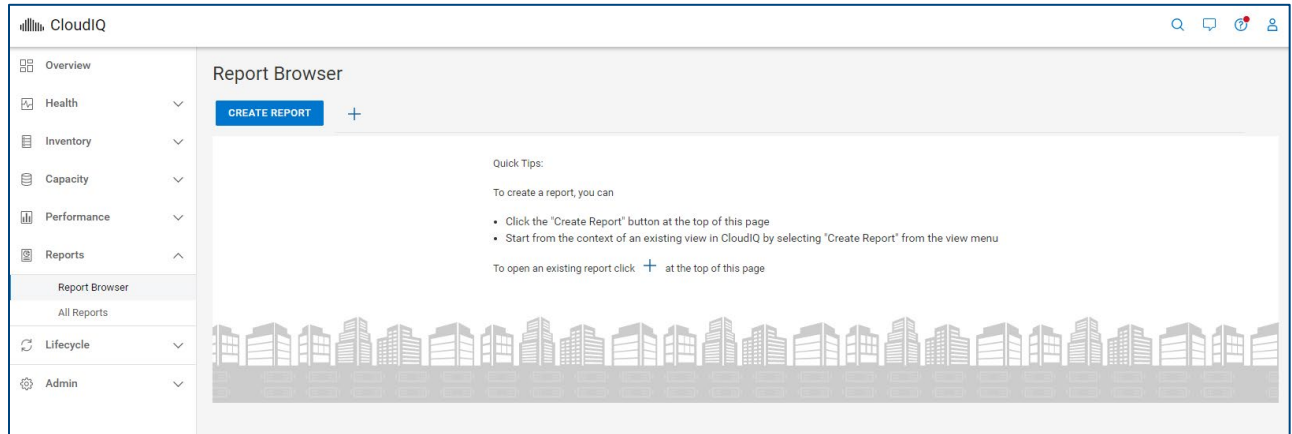 CloudIQ
Overview
Health
Inventory
Capacity
Performance
Reports
Report Browser
All Reports
Lifecycle
Admin
Report Browser
CREATE REPORT
Quick Tips:
To create a report, you can
• Click the "Create Report" button at the top of this page
• Start from the context of an existing view in CloudIQ by selecting "Create Report" from the view menu
To open an existing report click + at the top of this page